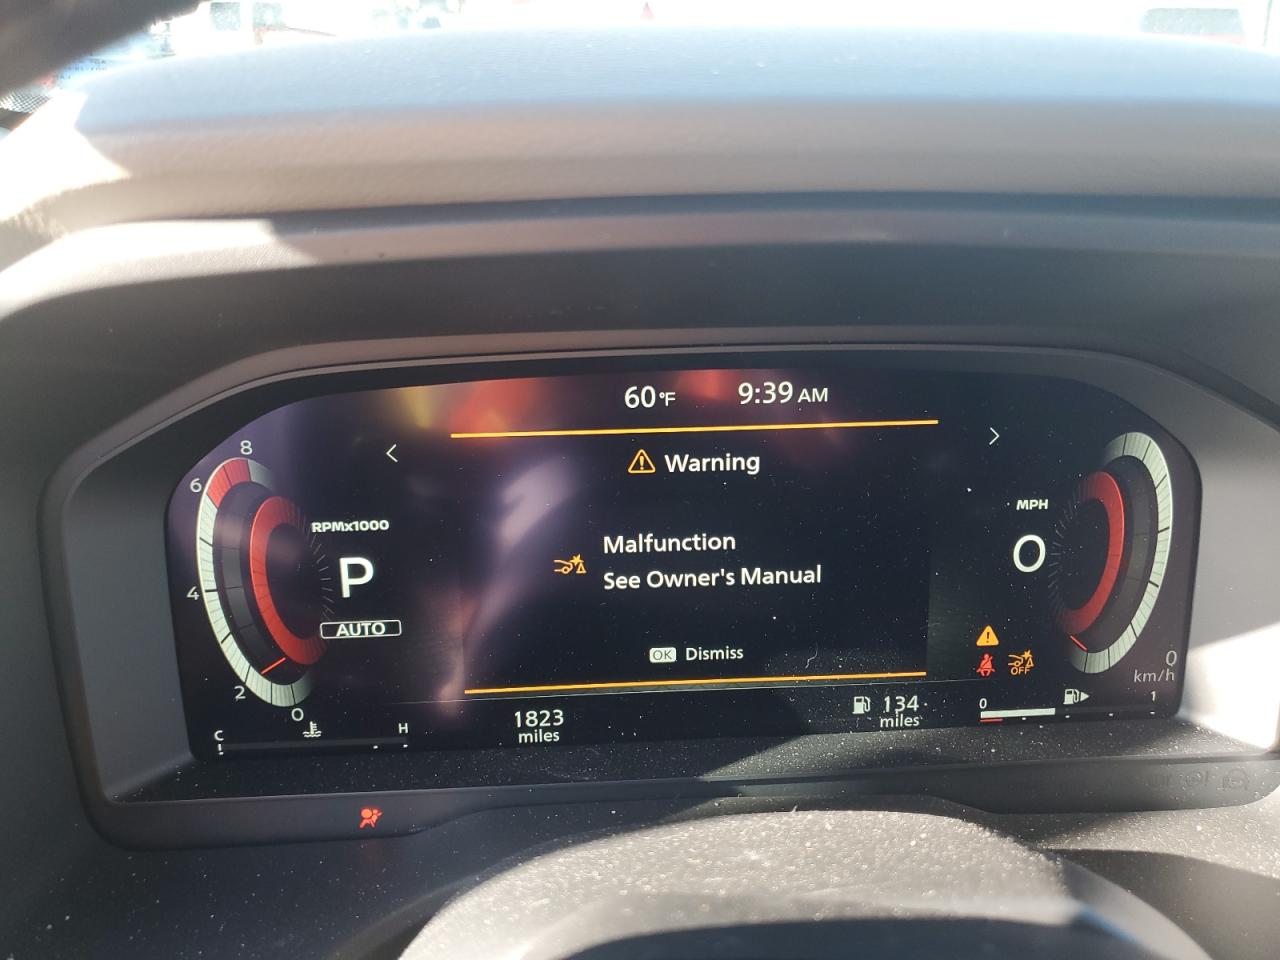 60°F 9:39 AM
Warning
8
6
RPMx1000
P
4
AUTO
2
0
Malfunction
See Owner's Manual
OK Dismiss
MPH
0
OFF
0
km/h
C
H
1823
miles
134
miles
0
1